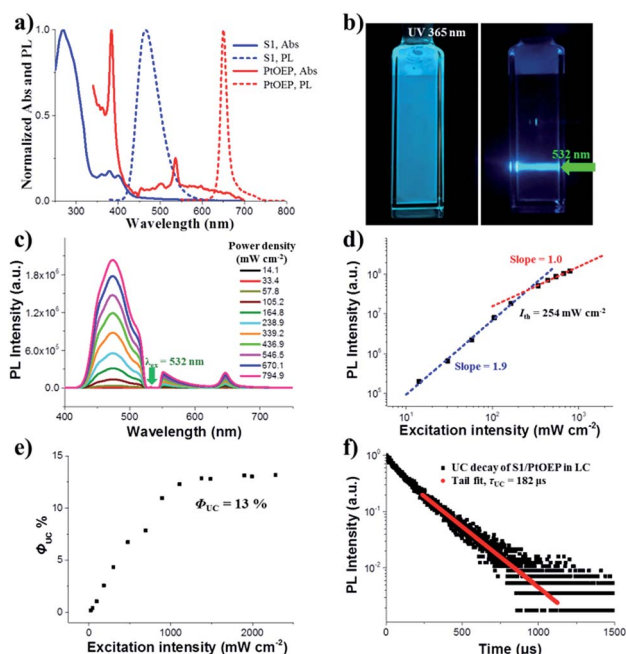 a)
Normalized Abs and PL
1.0
0.5
0.0
S1, Abs
S1, PL
PtOEP, Abs
PtOEP, PL
300 400 500 600 700 800
Wavelength (nm)
b)
UV 365 nm
532 nm
c)
PL Intensity (a.u.)
1.8x10⁶
1.2x10⁶
6.0x10⁵
0.0
Power density
(mW cm⁻²)
14.1
33.4
57.8
105.2
164.8
238.9
339.2
436.9
546.5
670.1
794.9
λex = 532 nm
400 500 600 700
Wavelength (nm)
d)
PL Intensity (a.u.)
10⁸
10⁷
10⁶
10⁵
Slope = 1.0
Ith = 254 mW cm⁻²
Slope = 1.9
10¹ 10² 10³
Excitation intensity (mW cm⁻²)
e)
ΦUC %
15
10
5
0
ΦUC = 13 %
0 1000 2000
Excitation intensity (mW cm⁻²)
f)
PL Intensity (a.u.)
10⁰
10⁻¹
10⁻²
UC decay of S1/PtOEP in LC
Tail fit, τUC = 182 μs
0 500 1000 1500
Time (μs)